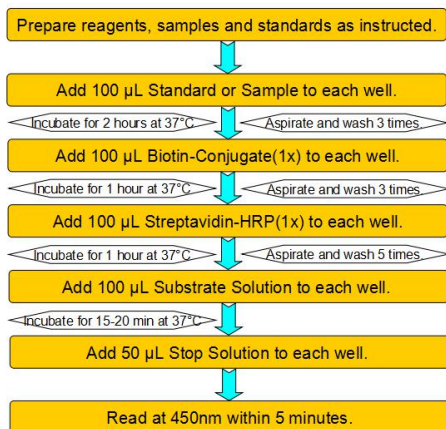 Prepare reagents, samples and standards as instructed.
Add 100 µL Standard or Sample to each well.
Incubate for 2 hours at 37°C
Aspirate and wash 3 times.
Add 100 µL Biotin-Conjugate(1x) to each well.
Incubate for 1 hour at 37°C
Aspirate and wash 3 times.
Add 100 µL Streptavidin-HRP(1x) to each well.
Incubate for 1 hour at 37°C
Aspirate and wash 5 times.
Add 100 µL Substrate Solution to each well.
Incubate for 15-20 min at 37°C
Add 50 µL Stop Solution to each well.
Read at 450nm within 5 minutes.